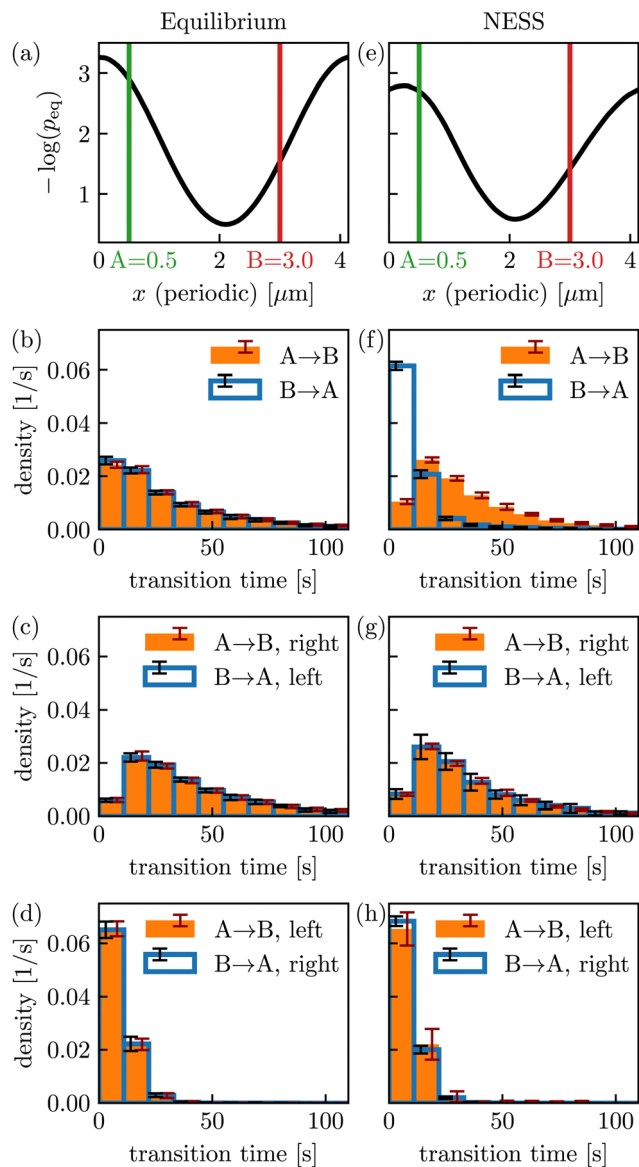 Equilibrium
NESS
(a)
(e)
−log(p_eq)
3
2
1
0
2
4
0
2
4
A=0.5
B=3.0
A=0.5
B=3.0
x (periodic) [μm]
x (periodic) [μm]
(b)
(f)
density [1/s]
0.06
0.04
0.02
0.00
A→B
B→A
A→B
B→A
0
50
100
0
50
100
transition time [s]
transition time [s]
(c)
(g)
density [1/s]
0.06
0.04
0.02
0.00
A→B, right
B→A, left
A→B, right
B→A, left
0
50
100
0
50
100
transition time [s]
transition time [s]
(d)
(h)
density [1/s]
0.06
0.04
0.02
0.00
A→B, left
B→A, right
A→B, left
B→A, right
0
50
100
0
50
100
transition time [s]
transition time [s]